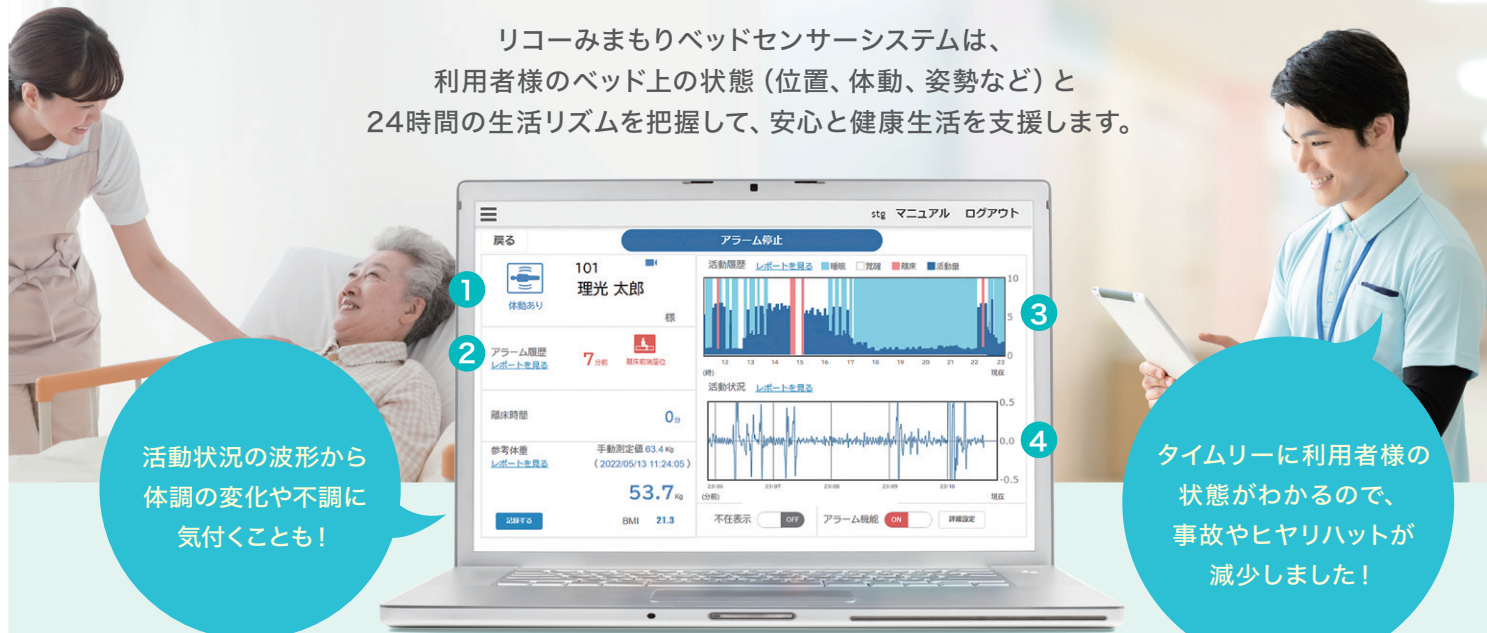 リコーみまもりベッドセンサーシステムは、
利用者様のベッド上の状態（位置、体動、姿勢など）と
24時間の生活リズムを把握して、安心と健康生活を支援します。
stg マニュアル ログアウト
戻る
アラーム停止
1
体動あり
101
理光 太郎
様
2
アラーム履歴
レポートを見る
7分前
離床前端座位
離床時間
0分
参考体重
レポートを見る
手動測定値 63.4 Kg
( 2022/05/13 11:24:05 )
53.7 Kg
記録する
BMI 21.3
活動履歴 レポートを見る 睡眠 覚醒 離床 活動量
10
5
0
3
12 13 14 15 16 17 18 19 20 21 22 23
(時) 現在
活動状況 レポートを見る
0.5
0.0
-0.5
4
23:06 23:07 23:08 23:09 23:10
(分前) 現在
不在表示 OFF アラーム機能 ON 詳細設定
活動状況の波形から
体調の変化や不調に
気付くことも！
タイムリーに利用者様の
状態がわかるので、
事故やヒヤリハットが
減少しました！